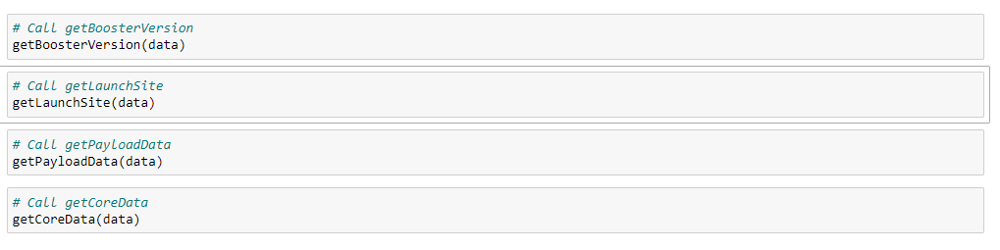 # Call getBoosterVersion
getBoosterVersion(data)
# Call getLaunchSite
getLaunchSite(data)
# Call getPayloadData
getPayloadData(data)
# Call getCoreData
getCoreData(data)